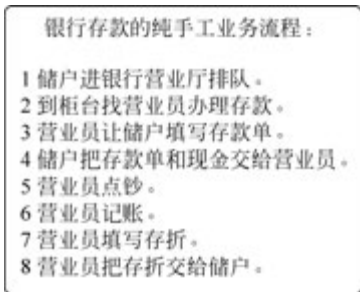 银行存款的纯手工业务流程：
1 储户进银行营业厅排队。
2 到柜台找营业员办理存款。
3 营业员让储户填写存款单。
4 储户把存款单和现金交给营业员。
5 营业员点钞。
6 营业员记账。
7 营业员填写存折。
8 营业员把存折交给储户。